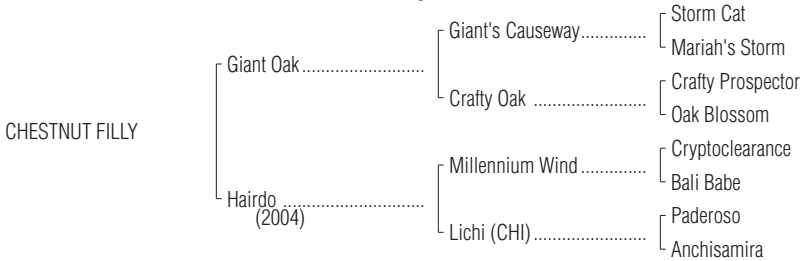 Storm Cat
Giant's Causeway..............
Mariah's Storm
Giant Oak..........................
Crafty Prospector
Crafty Oak ........................
Oak Blossom
CHESTNUT FILLY
Cryptoclearance
Millennium Wind ..............
Bali Babe
Hairdo ..............................
(2004)
Paderoso
Lichi (CHI)........................
Anchisamira